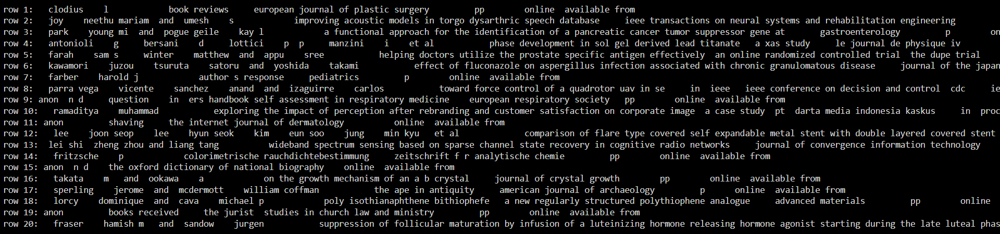 row 1: clodius l book reviews european journal of plastic surgery pp online available from
row 2: joy neethu mariam and umesh s improving acoustic models in torgo dysarthric speech database ieee transactions on neural systems and rehabilitation engineering
row 3: park young mi and pogue geile kay l a functional approach for the identification of a pancreatic cancer tumor suppressor gene at gastroenterology p on
row 4: antonioli g bersani d lottici p p manzini i et al phase development in sol gel derived lead titanate a xas study le journal de physique iv
row 5: farah sam s winter matthew and appu sree helping doctors utilize the prostate specific antigen effectively an online randomized controlled trial the dupe trial
row 6: kawamori juzou tsuruta satoru and yoshida takami effect of fluconazole on aspergillus infection associated with chronic granulomatous disease journal of the japan
row 7: farber harold j author s response pediatrics p online available from
row 8: parra vega vicente sanchez anand and izaguirre carlos toward force control of a quadrotor uav in se in ieee ieee conference on decision and control cdc ie
row 9: anon n d question in ers handbook self assessment in respiratory medicine european respiratory society pp online available from
row 10: ramaditya muhammad exploring the impact of perception after rebranding and customer satisfaction on corporate image a case study pt darta media indonesia kaskus in proc
row 11: anon shaving the internet journal of dermatology online available from
row 12: lee joon seop lee hyun seok kim eun soo jung min kyu et al comparison of flare type covered self expandable metal stent with double layered covered stent
row 13: lei shi zheng zhou and liang tang wideband spectrum sensing based on sparse channel state recovery in cognitive radio networks journal of convergence information technology
row 14: fritzsche p colorimetrische rauchdichtebestimmung zeitschrift f r analytische chemie pp online available from
row 15: anon n d the oxford dictionary of national biography online available from
row 16: takata m and ookawa a on the growth mechanism of an a b crystal journal of crystal growth pp online available from
row 17: sperling jerome and mcdermott william coffman the ape in antiquity american journal of archaeology p online available from
row 18: lorcy dominique and cava michael p poly isothianaphthene bithiophefe a new regularly structured polythiophene analogue advanced materials pp online
row 19: anon books received the jurist studies in church law and ministry pp online available from
row 20: fraser hamish m and sandow jurgen suppression of follicular maturation by infusion of a luteinizing hormone releasing hormone agonist starting during the late luteal phas